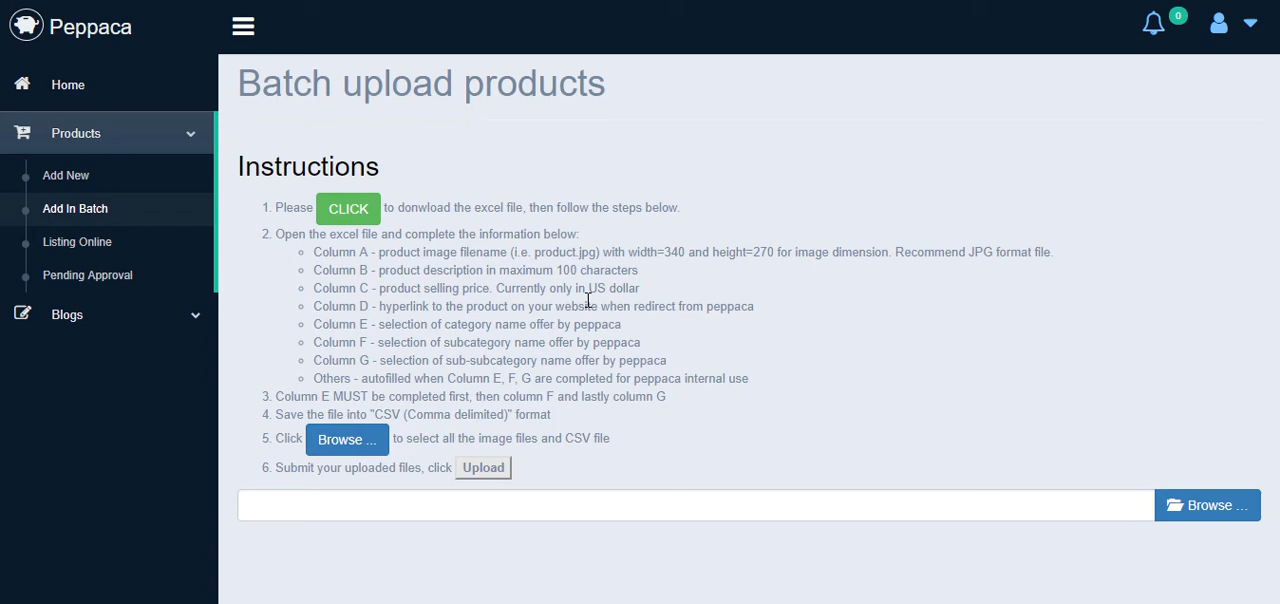 Peppaca
0
Home
Products
Add New
Add In Batch
Listing Online
Pending Approval
Blogs
Batch upload products
Instructions
1. Please CLICK to donwload the excel file, then follow the steps below.
2. Open the excel file and complete the information below:
Column A - product image filename (i.e. product.jpg) with width=340 and height=270 for image dimension. Recommend JPG format file.
Column B - product description in maximum 100 characters
Column C - product selling price. Currently only in US dollar
Column D - hyperlink to the product on your website when redirect from peppaca
Column E - selection of category name offer by peppaca
Column F - selection of subcategory name offer by peppaca
Column G - selection of sub-subcategory name offer by peppaca
Others - autofilled when Column E, F, G are completed for peppaca internal use
3. Column E MUST be completed first, then column F and lastly column G
4. Save the file into "CSV (Comma delimited)" format
5. Click Browse ... to select all the image files and CSV file
6. Submit your uploaded files, click Upload
Browse ...